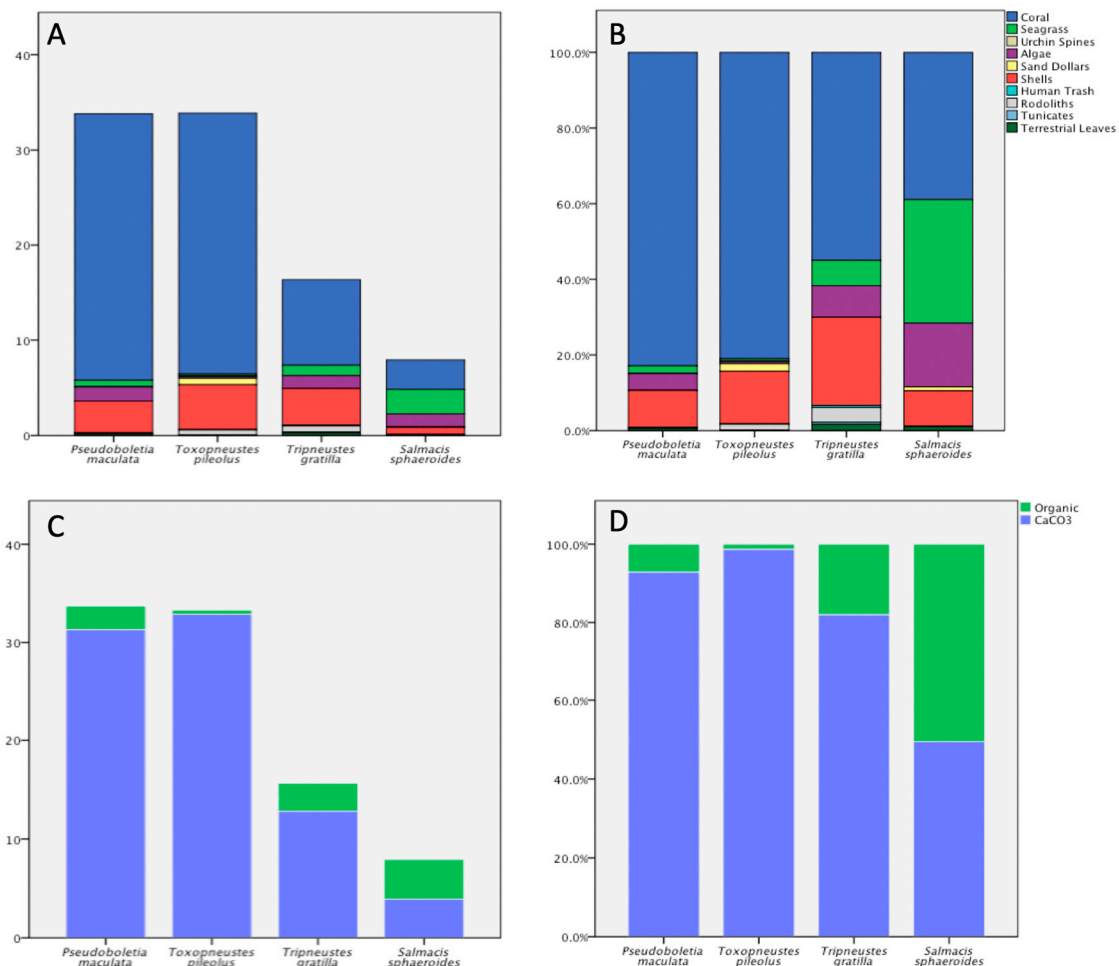 A
40
30
20
10
0
Pseudoboletia
maculata
Toxopneustes
pileolus
Tripneustes
gratilla
Salmacis
sphaeroides
B
100.0%
80.0%
60.0%
40.0%
20.0%
0.0%
Pseudoboletia
maculata
Toxopneustes
pileolus
Tripneustes
gratilla
Salmacis
sphaeroides
Coral
Seagrass
Urchin Spines
Algae
Sand Dollars
Shells
Human Trash
Rodoliths
Tunicates
Terrestrial Leaves
C
40
30
20
10
0
Pseudoboletia
maculata
Toxopneustes
pileolus
Tripneustes
gratilla
Salmacis
sphaeroides
D
100.0%
80.0%
60.0%
40.0%
20.0%
0.0%
Pseudoboletia
maculata
Toxopneustes
pileolus
Tripneustes
gratilla
Salmacis
sphaeroides
Organic
CaCO3